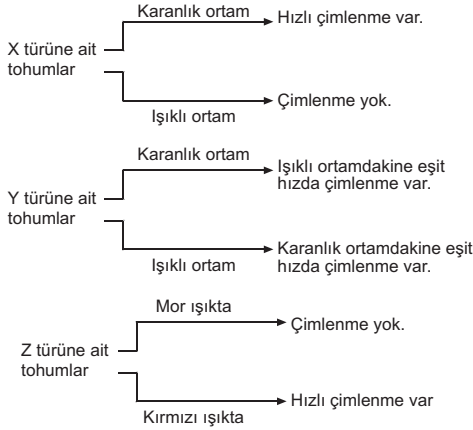 Karanlık ortam
Hızlı çimlenme var.
X türüne ait
tohumlar
Çimlenme yok.
Işıklı ortam
Karanlık ortam
Işıklı ortamdakine eşit
hızda çimlenme var.
Y türüne ait
tohumlar
Karanlık ortamdakine eşit
hızda çimlenme var.
Işıklı ortam
Mor ışıkta
Çimlenme yok.
Z türüne ait
tohumlar
Hızlı çimlenme var
Kırmızı ışıkta